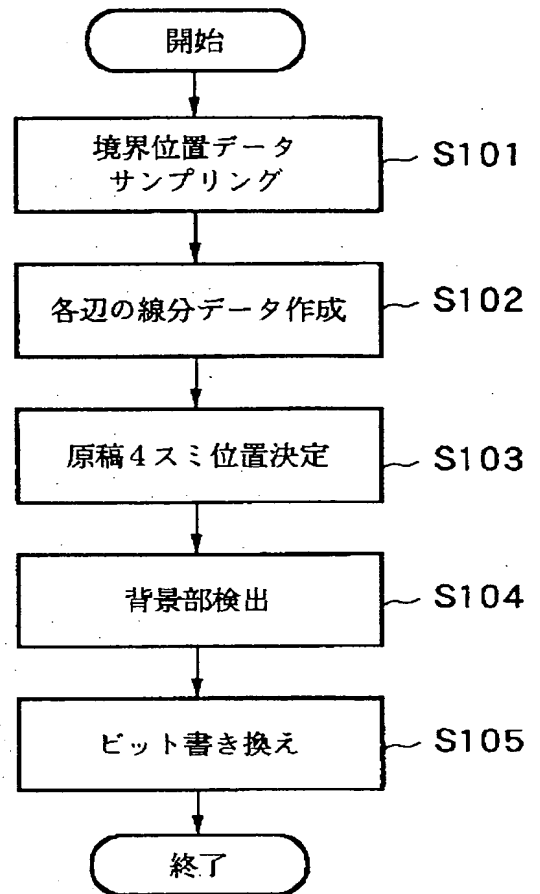 開始
境界位置データ
サンプリング
S101
各辺の線分データ作成
S102
原稿4スミ位置決定
S103
背景部検出
S104
ビット書き換え
S105
終了